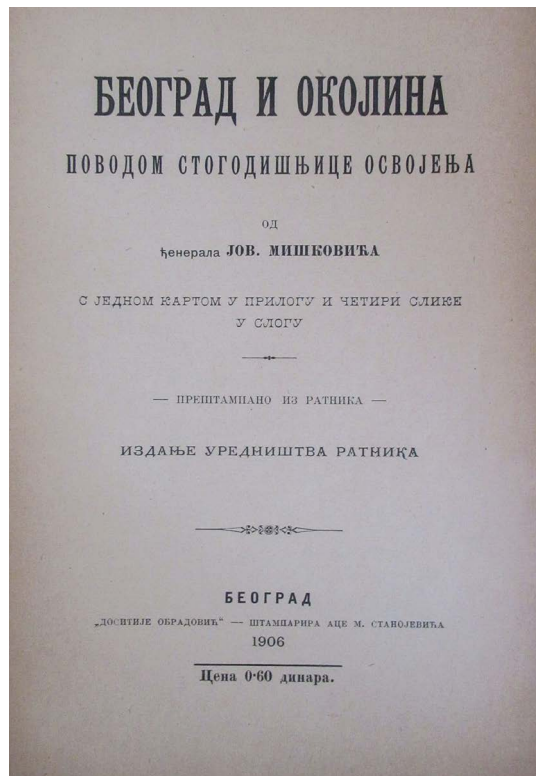 БЕОГРАД И ОКОЛИНА
ПОВОДОМ СТОГОДИШЊИЦЕ ОСВОЈЕЊА
ОД
ђенерала ЈОВ. МИШКОВИЋА
С ЈЕДНОМ КАРТОМ У ПРИЛОГУ И ЧЕТИРИ СЛИКЕ
У СЛОГУ
— ПРЕШТАМПАНО ИЗ РАТНИКА —
ИЗДАЊЕ УРЕДНИШТВА РАТНИКА
БЕОГРАД
„ДОСИТИЈЕ ОБРАДОВИЋ“ — ШТАМПАРИЈА АЦЕ М. СТАНОЈЕВИЋА
1906
Цена 0·60 динара.